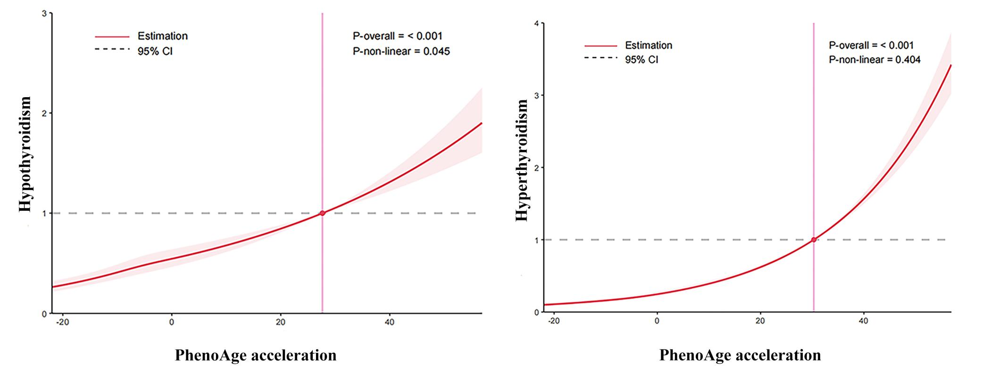 3
2
1
0
Hypothyroidism
Estimation
95% CI
P-overall = < 0.001
P-non-linear = 0.045
-20
0
20
40
PhenoAge acceleration
4
3
2
1
0
Hyperthyroidism
Estimation
95% CI
P-overall = < 0.001
P-non-linear = 0.404
-20
0
20
40
PhenoAge acceleration